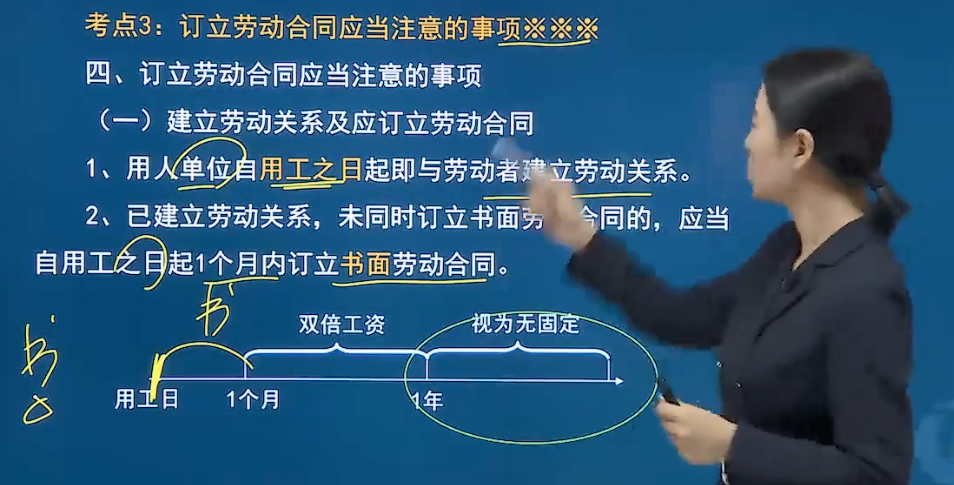 考点3：订立劳动合同应当注意的事项※※※
四、订立劳动合同应当注意的事项
（一）建立劳动关系及应订立劳动合同
1、用人单位自用工之日起即与劳动者建立劳动关系。
2、已建立劳动关系，未同时订立书面劳 合同的，应当
自用工之日起1个月内订立书面劳动合同。
书
书
双倍工资
视为无固定
用工日
1个月
1年